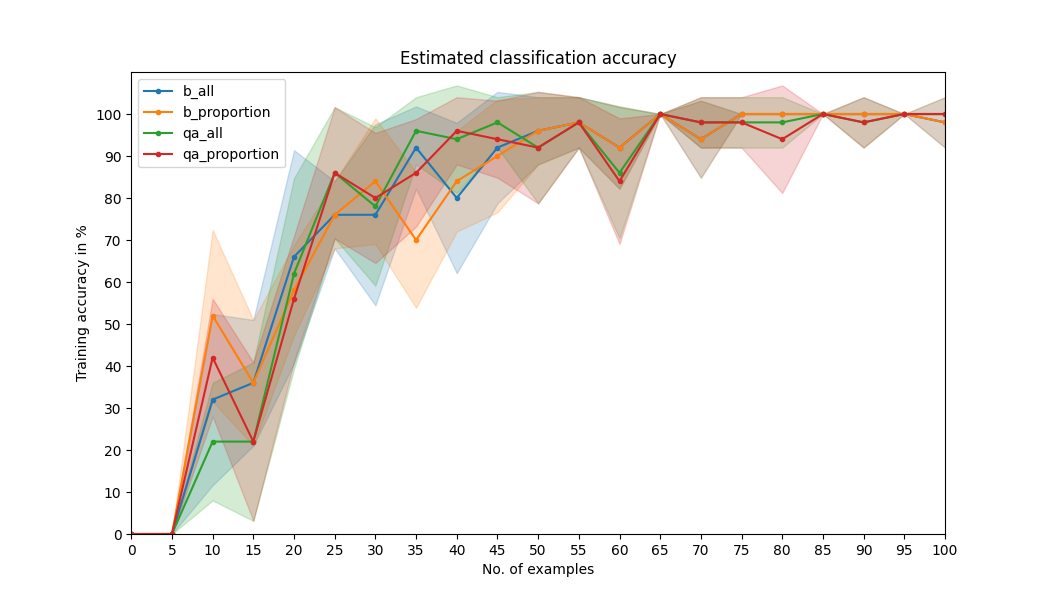 Estimated classification accuracy
b_all
b_proportion
qa_all
qa_proportion
Training accuracy in %
100
90
80
70
60
50
40
30
20
10
0
0 5 10 15 20 25 30 35 40 45 50 55 60 65 70 75 80 85 90 95 100
No. of examples